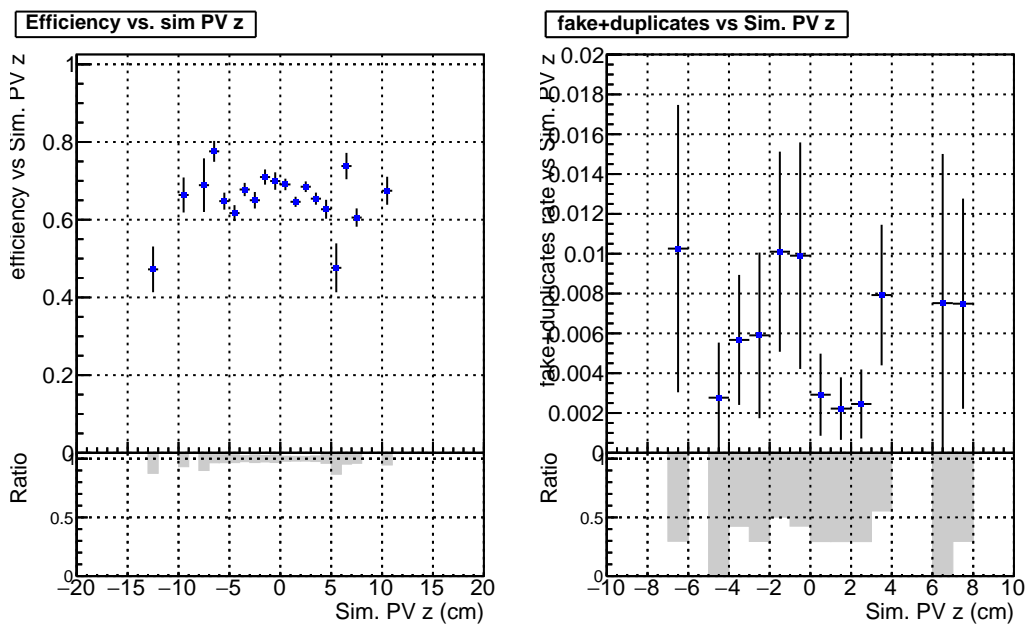 Efficiency vs. sim PV z
efficiency vs Sim. PV z
1
0.8
0.6
0.4
0.2
0
Ratio
1
0.5
0
−20 −15 −10 −5 0 5 10 15 20
Sim. PV z (cm)
fake+duplicates vs Sim. PV z
fake+duplicates rate vs Sim. PV z
0.02
0.018
0.016
0.014
0.012
0.01
0.008
0.006
0.004
0.002
0
Ratio
1
0.5
0
−10 −8 −6 −4 −2 0 2 4 6 8 10
Sim. PV z (cm)